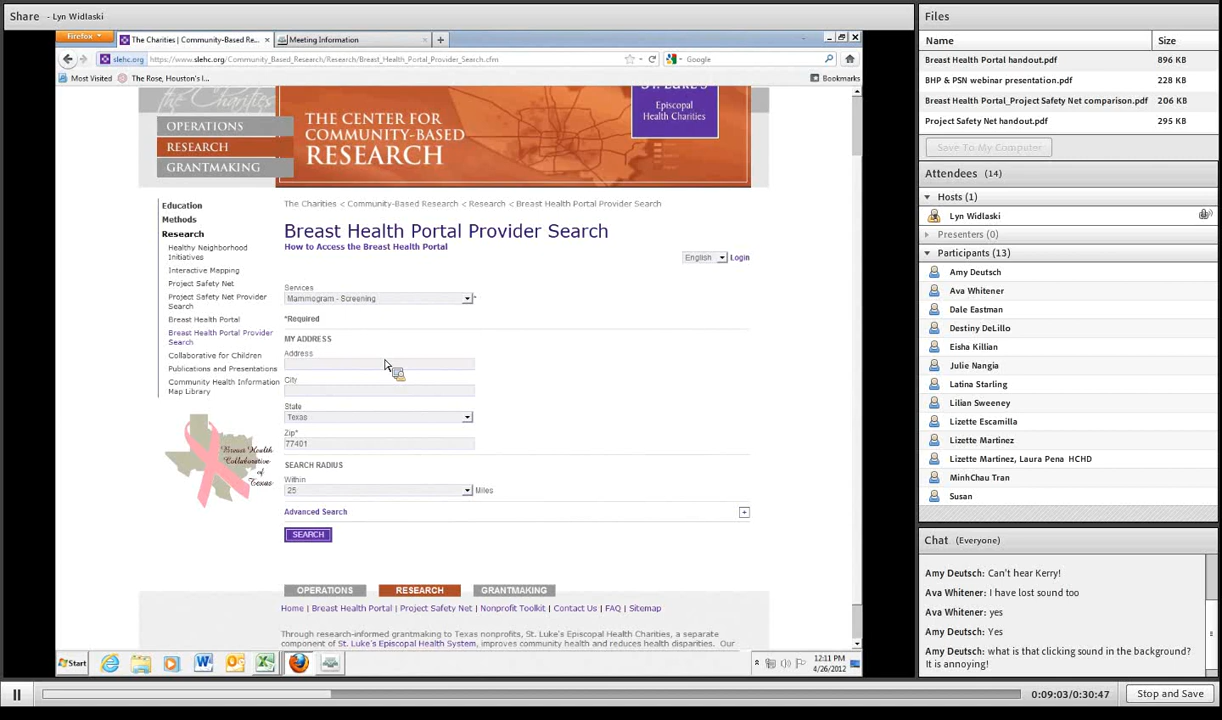 Share - Lyn Widlaski
Firefox
The Charities | Community-Based Re... ×
Meeting Information ×
+
slehc.org
https://www.slehc.org/Community_Based_Research/Research/Breast_Health_Portal_Provider_Search.cfm
Google
Most Visited
The Rose, Houston's l...
Bookmarks
the Charities
OPERATIONS
RESEARCH
GRANTMAKING
THE CENTER FOR
COMMUNITY-BASED
RESEARCH
ST. LUKE'S
Episcopal
Health Charities
Education
Methods
Research
Healthy Neighborhood
Initiatives
Interactive Mapping
Project Safety Net
Project Safety Net Provider
Search
Breast Health Portal
Breast Health Portal Provider
Search
Collaborative for Children
Publications and Presentations
Community Health Information
Map Library
Breast Health
Collaborative
of
Texas
The Charities < Community-Based Research < Research < Breast Health Portal Provider Search
Breast Health Portal Provider Search
How to Access the Breast Health Portal
English
Login
Services
Mammogram - Screening
*
*Required
MY ADDRESS
Address
City
State
Texas
Zip*
77401
SEARCH RADIUS
Within
25
Miles
Advanced Search
+
SEARCH
OPERATIONS
RESEARCH
GRANTMAKING
Home | Breast Health Portal | Project Safety Net | Nonprofit Toolkit | Contact Us | FAQ | Sitemap
Through research-informed grantmaking to Texas nonprofits, St. Luke's Episcopal Health Charities, a separate
component of St. Luke's Episcopal Health System, improves community health and reduces health disparities. Our
Start
12:11 PM
4/26/2012
Files
Name
Size
Breast Health Portal handout.pdf
896 KB
BHP & PSN webinar presentation.pdf
228 KB
Breast Health Portal_Project Safety Net comparison.pdf
206 KB
Project Safety Net handout.pdf
295 KB
Save To My Computer
Attendees (14)
Hosts (1)
Lyn Widlaski
Presenters (0)
Participants (13)
Amy Deutsch
Ava Whitener
Dale Eastman
Destiny DeLillo
Eisha Killian
Julie Nangia
Latina Starling
Lilian Sweeney
Lizette Escamilla
Lizette Martinez
Lizette Martinez, Laura Pena HCHD
MinhChau Tran
Susan
Chat (Everyone)
Amy Deutsch: Can't hear Kerry!
Ava Whitener: I have lost sound too
Ava Whitener: yes
Amy Deutsch: Yes
Amy Deutsch: what is that clicking sound in the background?
It is annoying!
0:09:03/0:30:47
Stop and Save